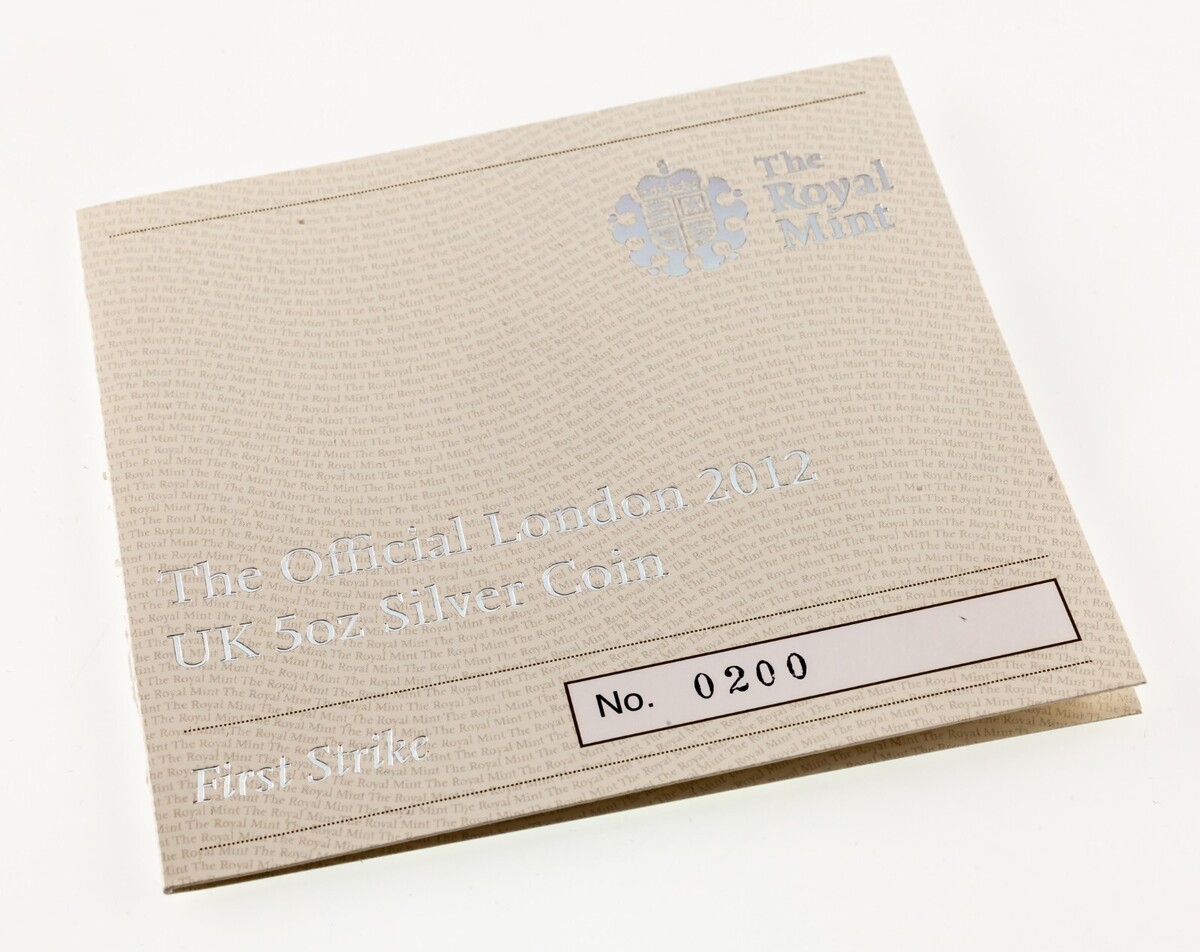 The
Royal
Mint
The Official London 2012
UK 5oz Silver Coin
No. 0200
First Strike